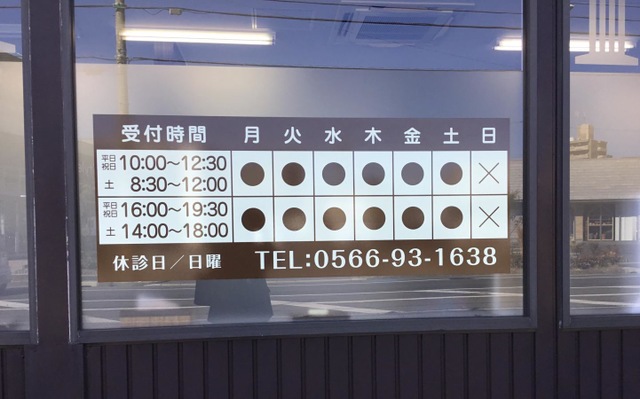 受付時間 月 火 水 木 金 土 日
平日祝日 10:00～12:30 ● ● ● ● ● ● ×
土 8:30～12:00
平日祝日 16:00～19:30 ● ● ● ● ● ● ×
土 14:00～18:00
休診日／日曜 TEL:0566-93-1638